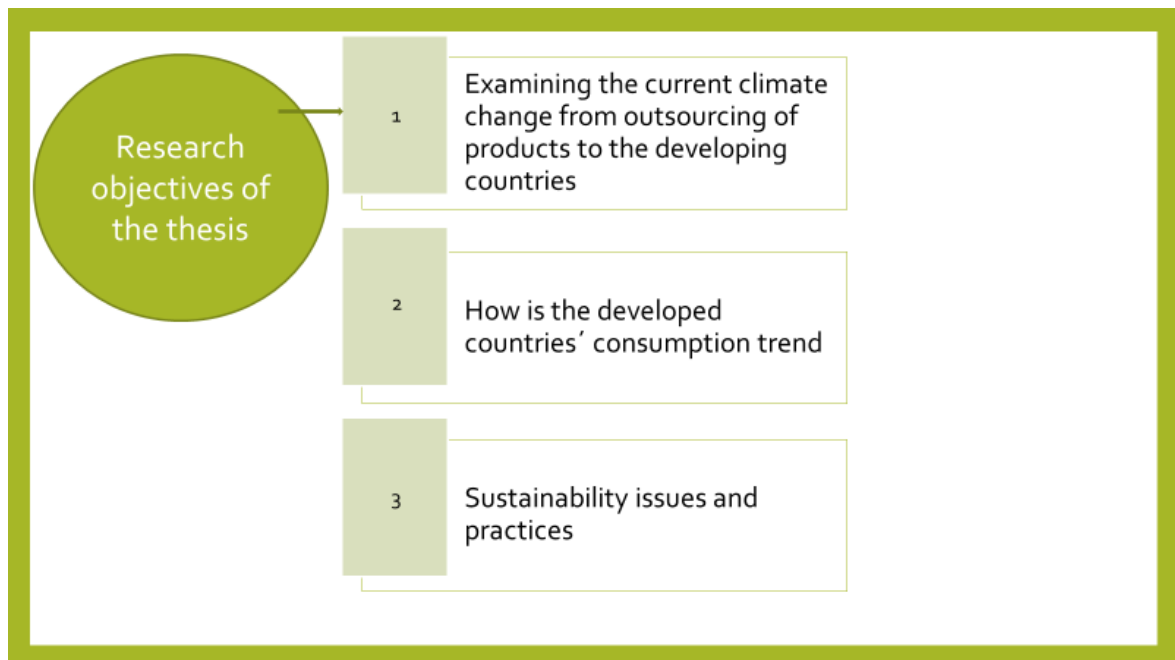 Research
objectives of
the thesis
1
Examining the current climate
change from outsourcing of
products to the developing
countries
2
How is the developed
countries´ consumption trend
3
Sustainability issues and
practices